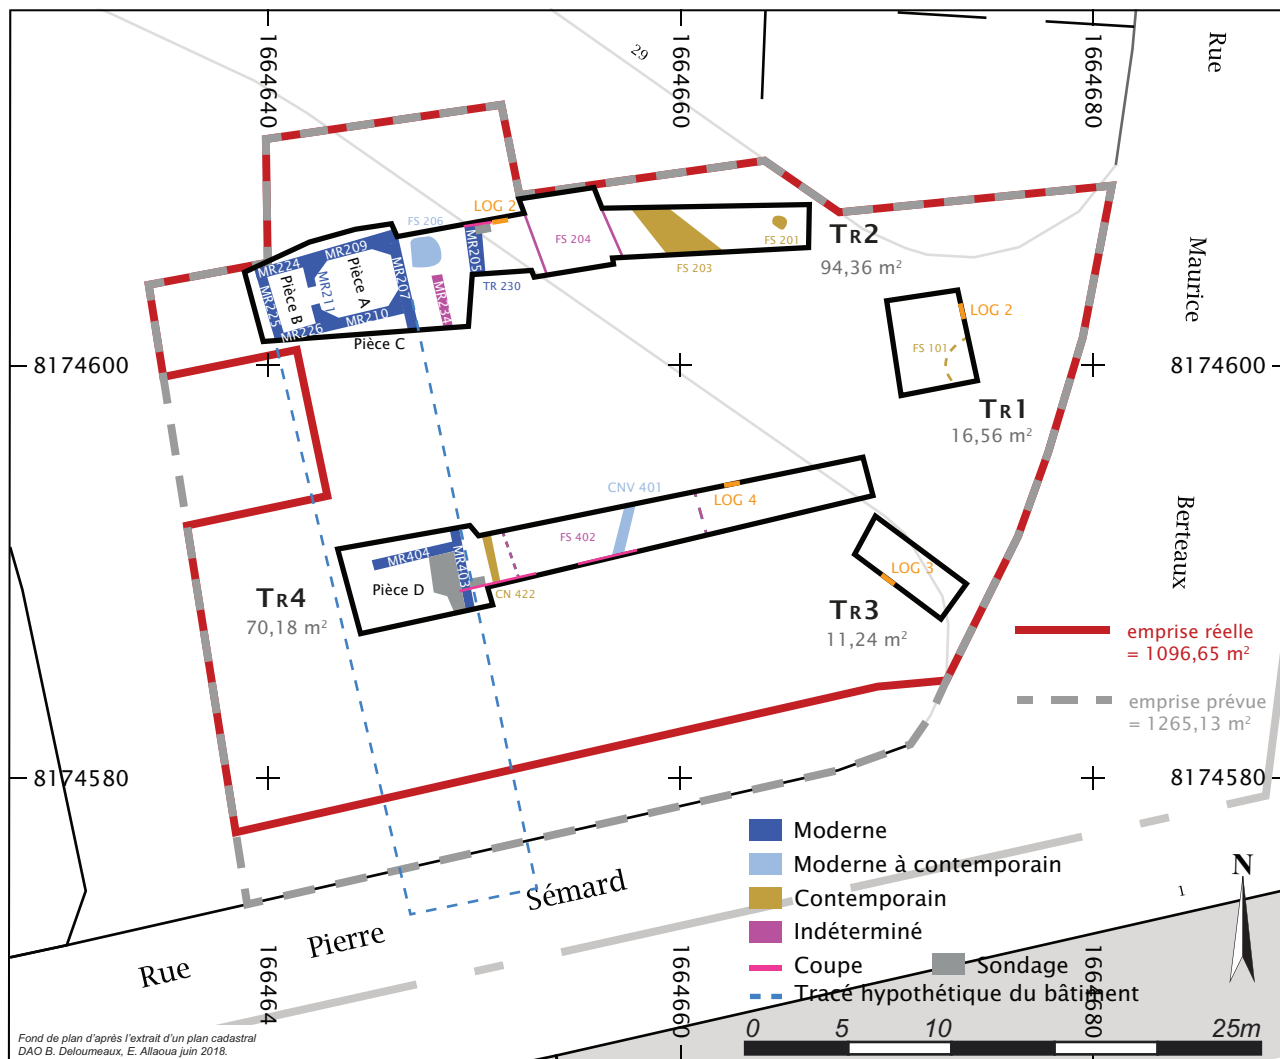 1664640
1664660
1664680
Rue
29
LOG 2
FS 206
MR209
MR224
Pièce A
MR207
MR205
FS 204
FS 201
TR2
94,36 m²
FS 203
MR211
Pièce B
MR225
MR210
MR226
MR234
TR 230
Pièce C
Maurice
LOG 2
FS 101
8174600
8174600
TR1
16,56 m²
CNV 401
LOG 4
Berteaux
FS 402
MR404
MR403
Pièce D
CN 422
LOG 3
TR4
70,18 m²
TR3
11,24 m²
emprise réelle
= 1096,65 m²
emprise prévue
= 1265,13 m²
8174580
8174580
Moderne
Moderne à contemporain
Contemporain
Indéterminé
Coupe
Sondage
Tracé hypothétique du bâtiment
N
1
Rue Pierre Sémard
166464
1664660
1664680
0 5 10 25m
Fond de plan d'après l'extrait d'un plan cadastral
DAO B. Deloumeaux, E. Allaoua juin 2018.